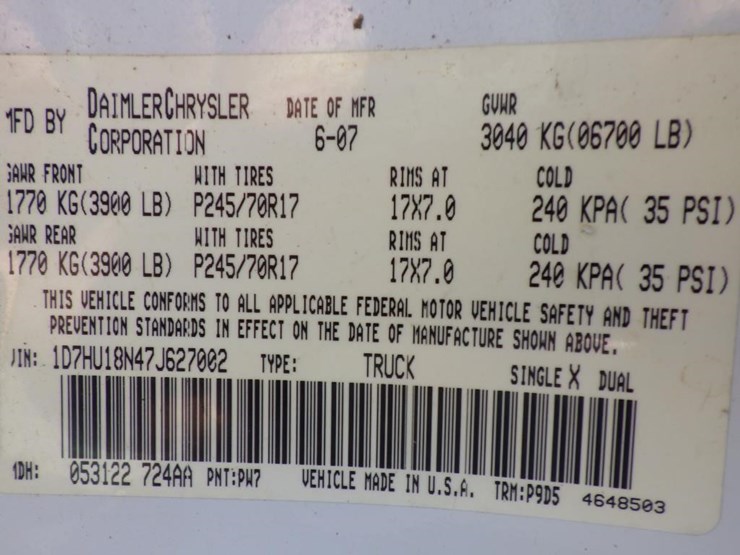 MFD BY DAIMLERCHRYSLER CORPORATION DATE OF MFR 6-07 GVWR 3040 KG(06700 LB)
GAWR FRONT WITH TIRES RIMS AT COLD
1770 KG(3900 LB) P245/70R17 17X7.0 240 KPA( 35 PSI)
GAWR REAR WITH TIRES RIMS AT COLD
1770 KG(3900 LB) P245/70R17 17X7.0 240 KPA( 35 PSI)
THIS VEHICLE CONFORMS TO ALL APPLICABLE FEDERAL MOTOR VEHICLE SAFETY AND THEFT
PREVENTION STANDARDS IN EFFECT ON THE DATE OF MANUFACTURE SHOWN ABOVE.
VIN: 1D7HU18N47J627002 TYPE: TRUCK SINGLE X DUAL
MDH: 053122 724AA PNT:PW7 VEHICLE MADE IN U.S.A. TRM:P9D5 4648503